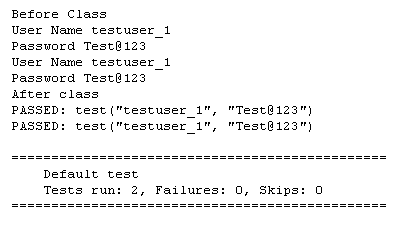 Before Class
User Name testuser_1
Password Test@123
User Name testuser_1
Password Test@123
After class
PASSED: test("testuser_1", "Test@123")
PASSED: test("testuser_1", "Test@123")
===============================================
Default test
Tests run: 2, Failures: 0, Skips: 0
===============================================